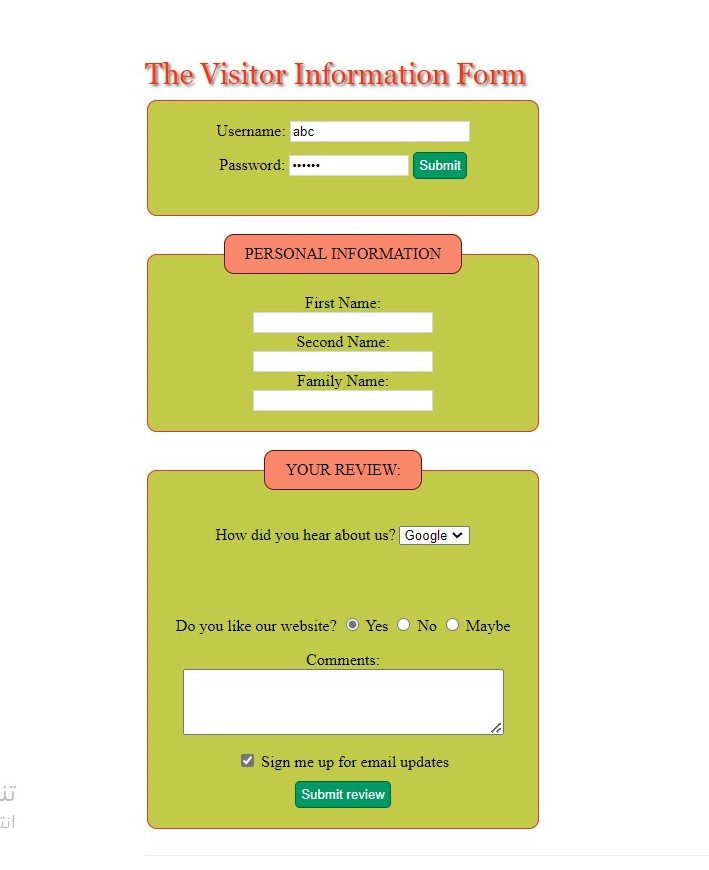 The Visitor Information Form
Username: abc
Password: •••••• Submit
PERSONAL INFORMATION
First Name:
Second Name:
Family Name:
YOUR REVIEW:
How did you hear about us? Google
Do you like our website? Yes No Maybe
Comments:
Sign me up for email updates
Submit review